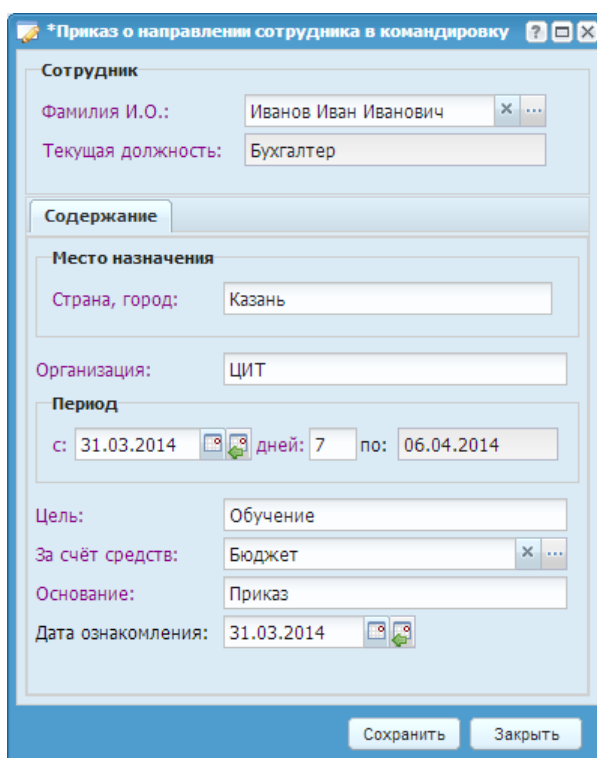 *Приказ о направлении сотрудника в командировку
Сотрудник
Фамилия И.О.: Иванов Иван Иванович
Текущая должность: Бухгалтер
Содержание
Место назначения
Страна, город: Казань
Организация: ЦИТ
Период
с: 31.03.2014 дней: 7 по: 06.04.2014
Цель: Обучение
За счёт средств: Бюджет
Основание: Приказ
Дата ознакомления: 31.03.2014
Сохранить Закрыть